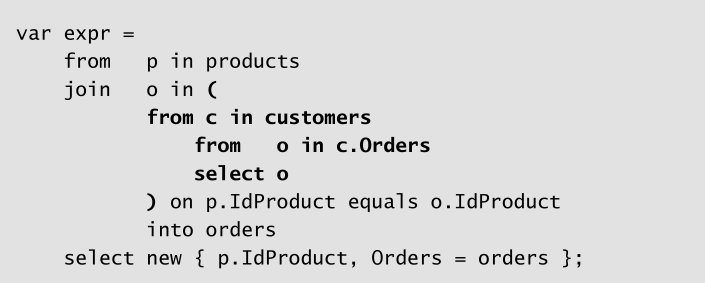 var expr =
    from   p in products
    join   o in (
           from c in customers
               from   o in c.Orders
               select o
           ) on p.IdProduct equals o.IdProduct
           into orders
    select new { p.IdProduct, Orders = orders };